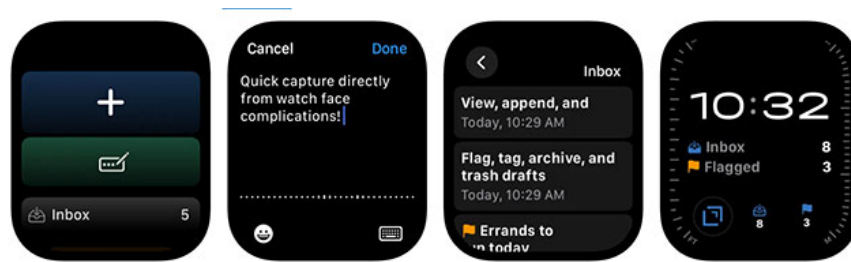 Inbox 5
Cancel Done
Quick capture directly
from watch face
complications!
Inbox
View, append, and
Today, 10:29 AM
Flag, tag, archive, and
trash drafts
Today, 10:29 AM
Errands to
run today
10:32
Inbox 8
Flagged 3
8 3